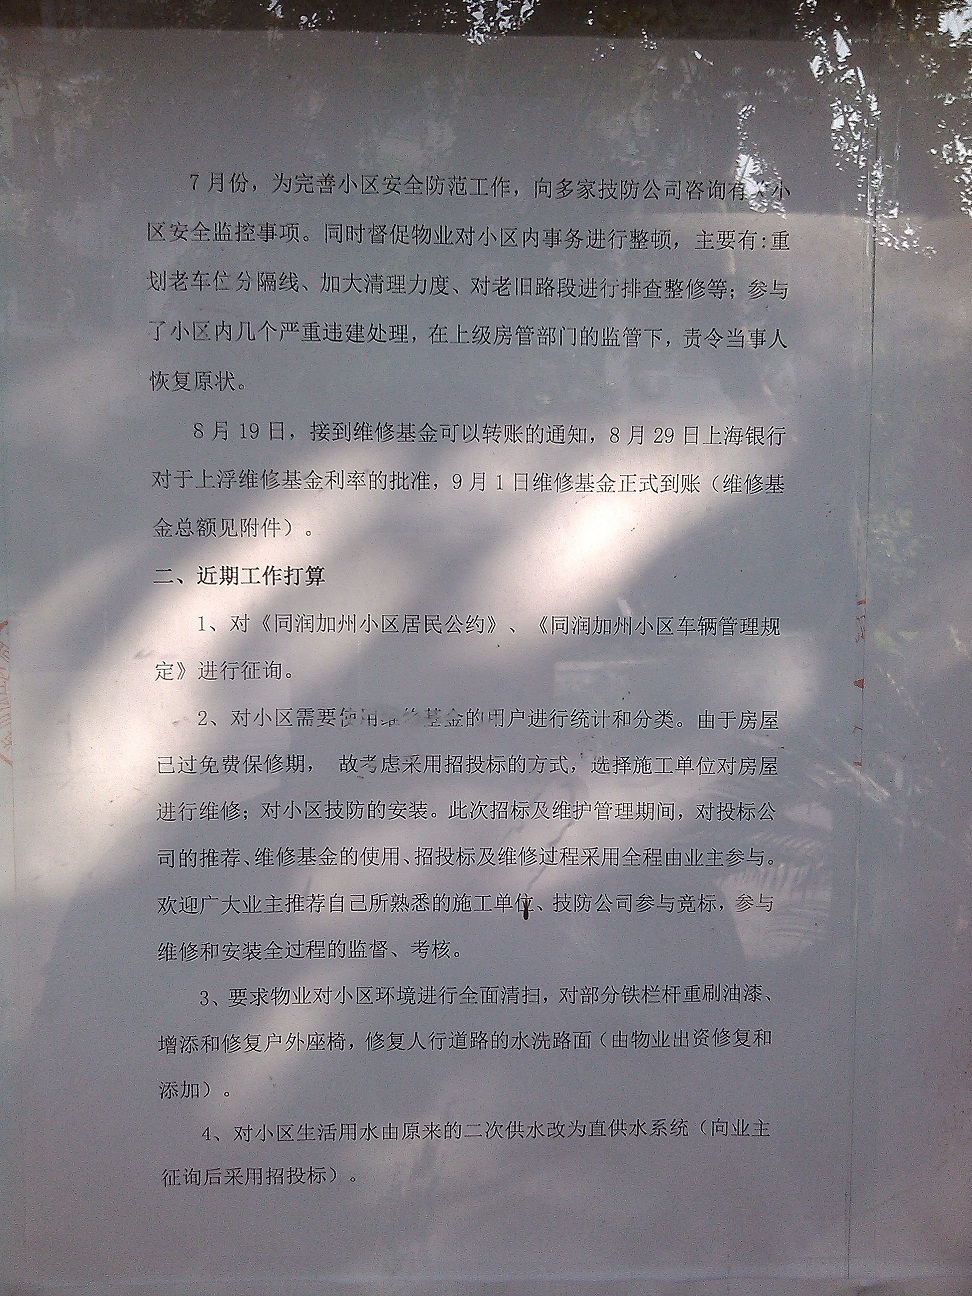 7月份，为完善小区安全防范工作，向多家技防公司咨询有 小
区安全监控事项。同时督促物业对小区内事务进行整顿，主要有:重
划老车位分隔线、加大清理力度、对老旧路段进行排查整修等；参与
了小区内几个严重违建处理，在上级房管部门的监管下，责令当事人
恢复原状。
8月19日，接到维修基金可以转账的通知，8月29日上海银行
对于上浮维修基金利率的批准，9月1日维修基金正式到账（维修基
金总额见附件）。
二、近期工作打算
1、对《同润加州小区居民公约》、《同润加州小区车辆管理规
定》进行征询。
2、对小区需要使用维修基金的用户进行统计和分类。由于房屋
已过免费保修期， 故考虑采用招投标的方式，选择施工单位对房屋
进行维修；对小区技防的安装。此次招标及维护管理期间，对投标公
司的推荐、维修基金的使用、招投标及维修过程采用全程由业主参与。
欢迎广大业主推荐自己所熟悉的施工单位、技防公司参与竞标，参与
维修和安装全过程的监督、考核。
3、要求物业对小区环境进行全面清扫，对部分铁栏杆重刷油漆、
增添和修复户外座椅，修复人行道路的水洗路面（由物业出资修复和
添加）。
4、对小区生活用水由原来的二次供水改为直供水系统（向业主
征询后采用招投标）。